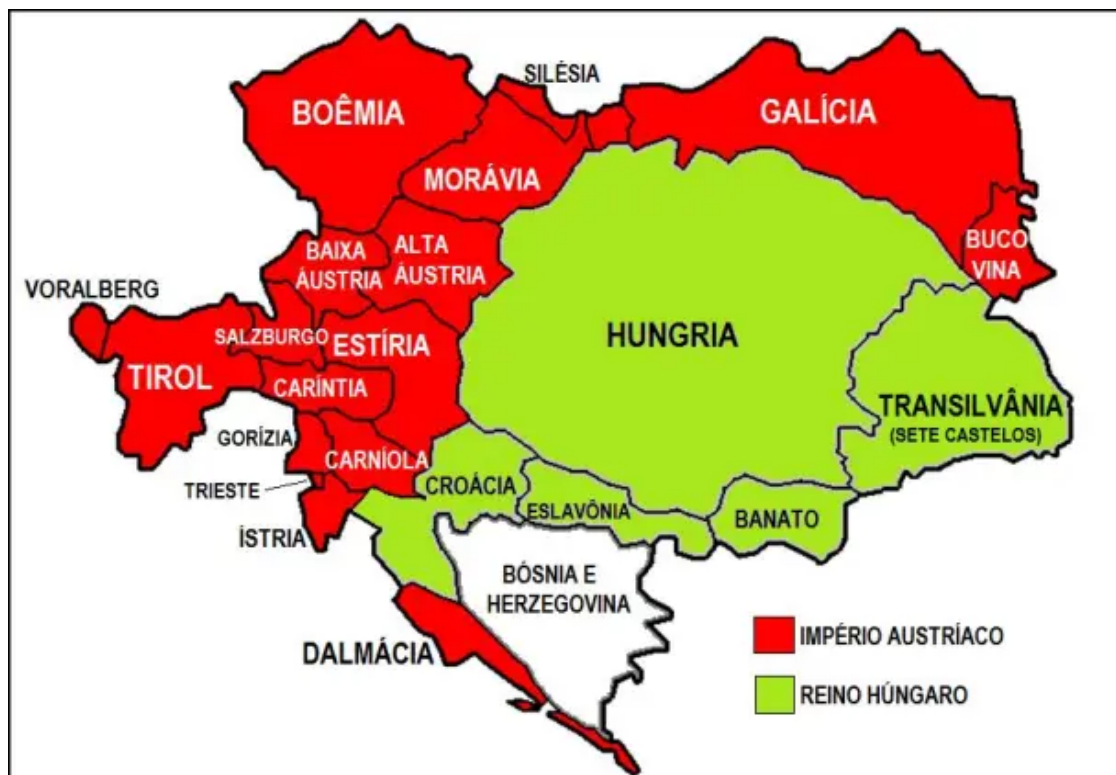 SILÉSIA
BOÊMIA
GALÍCIA
MORÁVIA
BAIXA
ÁUSTRIA
ALTA
ÁUSTRIA
BUCO
VINA
VORALBERG
SALZBURGO
ESTÍRIA
HUNGRIA
TIROL
CARÍNTIA
TRANSILVÂNIA
(SETE CASTELOS)
GORÍZIA
CARNÍOLA
TRIESTE
CROÁCIA
ESLAVÔNIA
BANATO
ÍSTRIA
BÓSNIA E
HERZEGOVINA
DALMÁCIA
IMPÉRIO AUSTRÍACO
REINO HÚNGARO